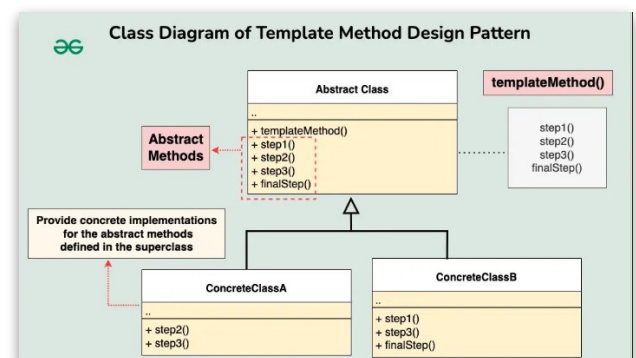 Class Diagram of Template Method Design Pattern
Abstract Class
templateMethod()
..
+ templateMethod()
+ step1()
+ step2()
+ step3()
+ finalStep()
Abstract
Methods
step1()
step2()
step3()
finalStep()
Provide concrete implementations
for the abstract methods
defined in the superclass
ConcreteClassA
..
+ step2()
+ step3()
ConcreteClassB
..
+ step1()
+ step3()
+ finalStep()